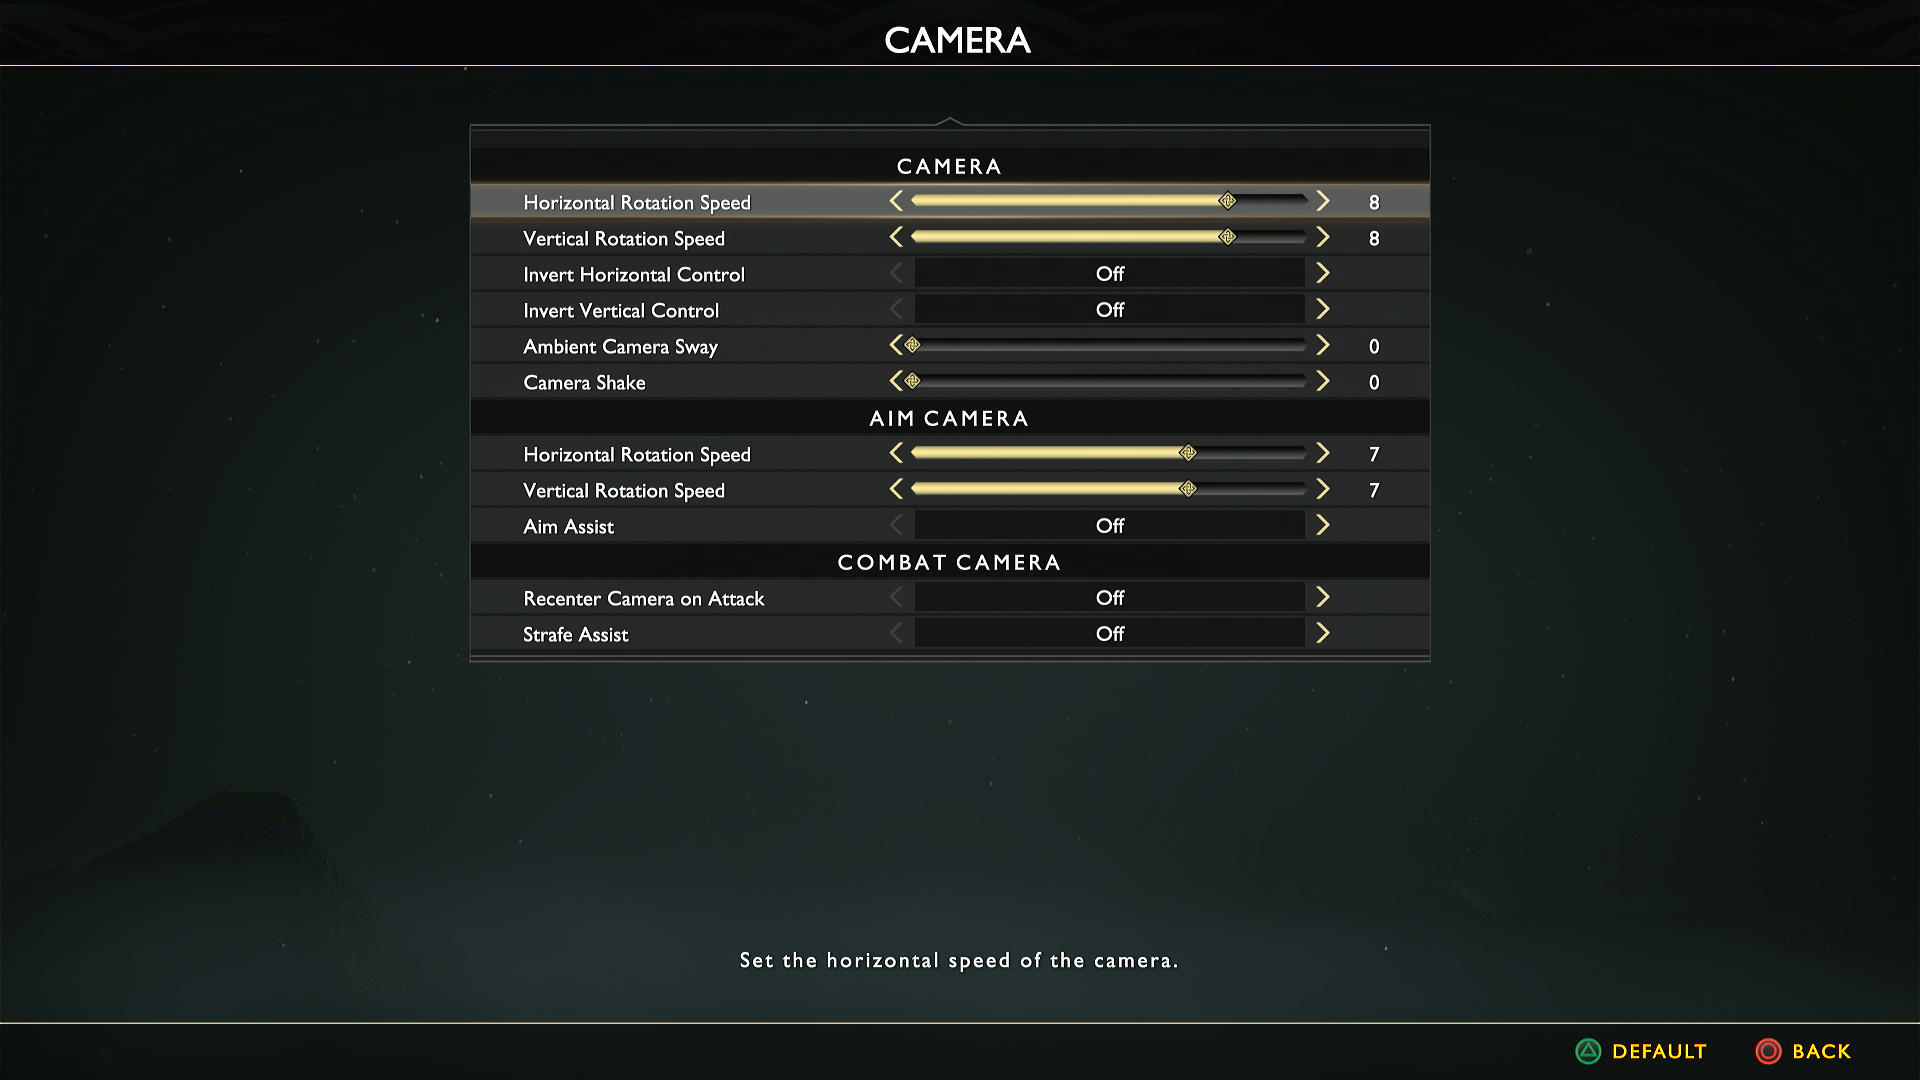 CAMERA
CAMERA
Horizontal Rotation Speed 8
Vertical Rotation Speed 8
Invert Horizontal Control Off
Invert Vertical Control Off
Ambient Camera Sway 0
Camera Shake 0
AIM CAMERA
Horizontal Rotation Speed 7
Vertical Rotation Speed 7
Aim Assist Off
COMBAT CAMERA
Recenter Camera on Attack Off
Strafe Assist Off
Set the horizontal speed of the camera.
DEFAULT BACK